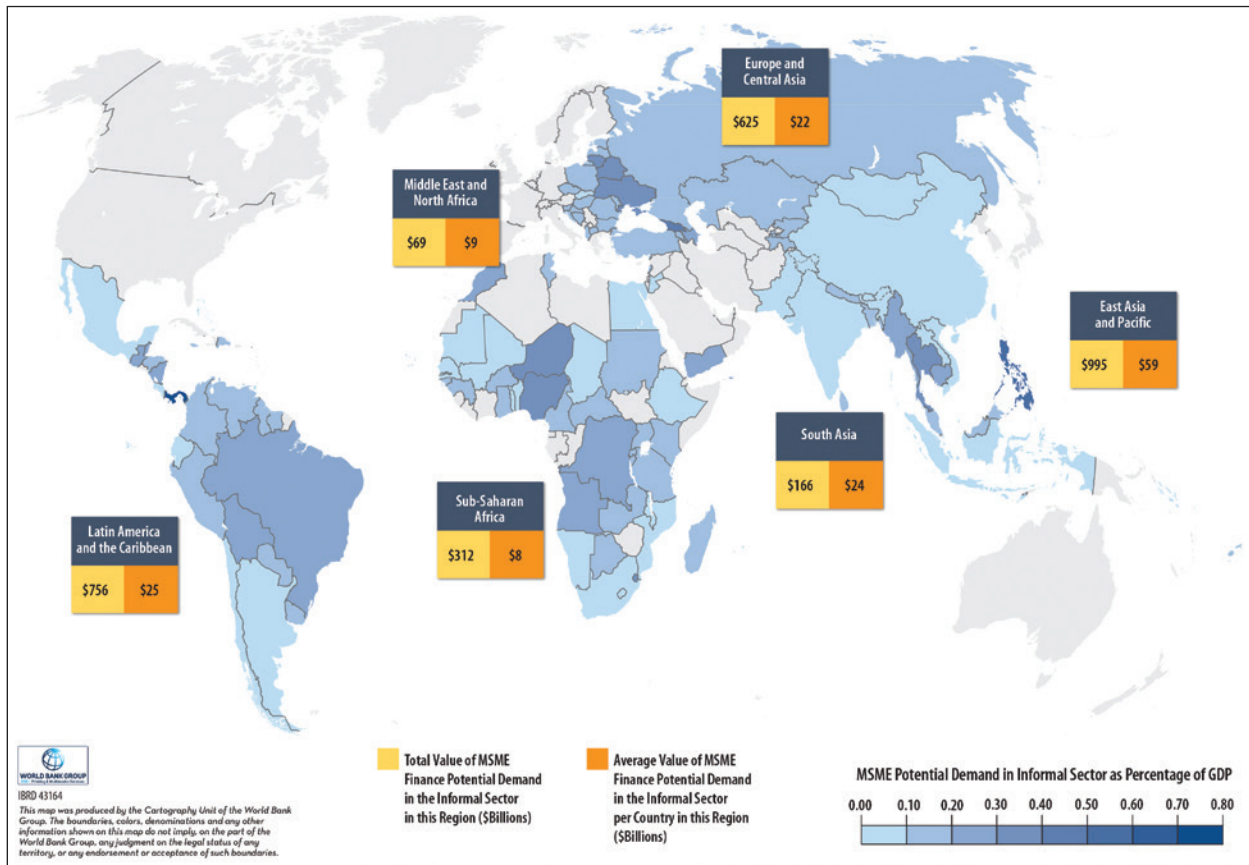 Europe and
Central Asia
$625 $22
Middle East and
North Africa
$69 $9
East Asia
and Pacific
$995 $59
South Asia
$166 $24
Sub-Saharan
Africa
$312 $8
Latin America
and the Caribbean
$756 $25
WORLD BANK GROUP
IBRD 43164
This map was produced by the Cartography Unit of the World Bank
Group. The boundaries, colors, denominations and any other
information shown on this map do not imply, on the part of the
World Bank Group, any judgment on the legal status of any
territory, or any endorsement or acceptance of such boundaries.
Total Value of MSME
Finance Potential Demand
in the Informal Sector
in this Region ($Billions)
Average Value of MSME
Finance Potential Demand
in the Informal Sector
per Country in this Region
($Billions)
MSME Potential Demand in Informal Sector as Percentage of GDP
0.00 0.10 0.20 0.30 0.40 0.50 0.60 0.70 0.80